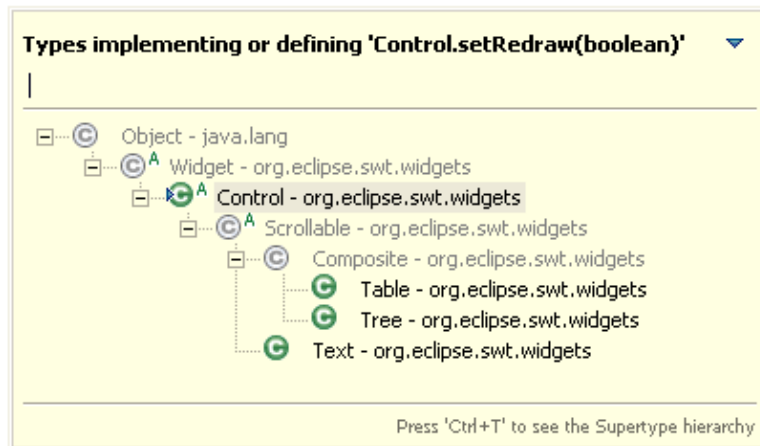 Types implementing or defining 'Control.setRedraw(boolean)'
Object - java.lang
A Widget - org.eclipse.swt.widgets
A Control - org.eclipse.swt.widgets
A Scrollable - org.eclipse.swt.widgets
Composite - org.eclipse.swt.widgets
Table - org.eclipse.swt.widgets
Tree - org.eclipse.swt.widgets
Text - org.eclipse.swt.widgets
Press 'Ctrl+T' to see the Supertype hierarchy